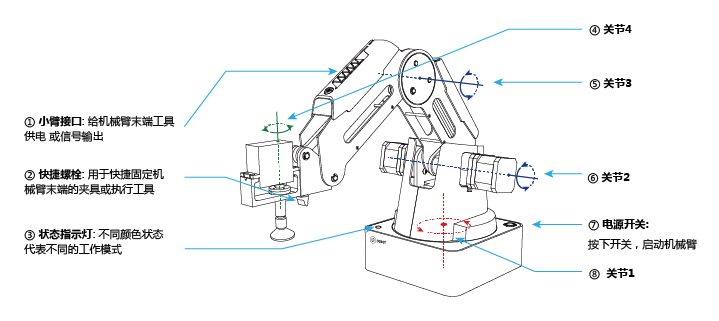 ④ 关节4
⑤ 关节3
① 小臂接口: 给机械臂末端工具
供电 或信号输出
② 快捷螺栓: 用于快捷固定机
械臂末端的夹具或执行工具
⑥ 关节2
③ 状态指示灯: 不同颜色状态
代表不同的工作模式
⑦ 电源开关:
按下开关，启动机械臂
⑧ 关节1